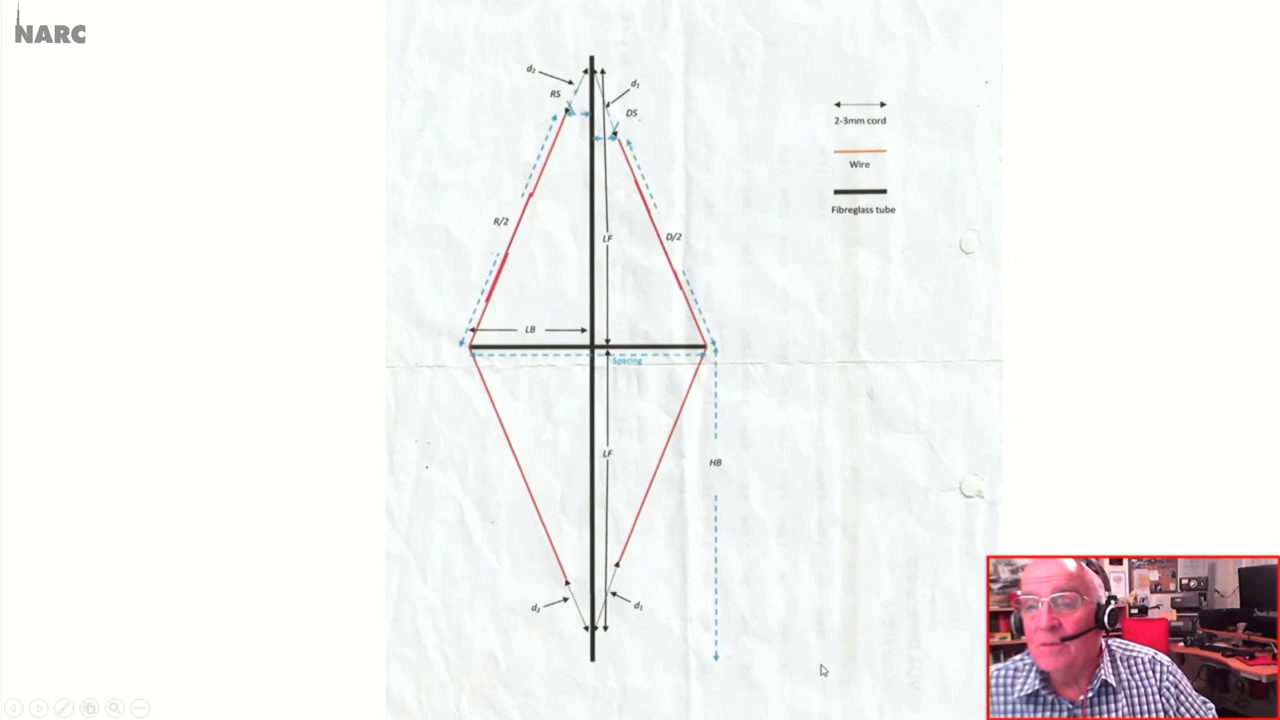 NARC
d₂
d₁
RS
DS
2-3mm cord
Wire
Fibreglass tube
R/2
LF
D/2
LB
Spacing
LF
HB
d₂
d₁